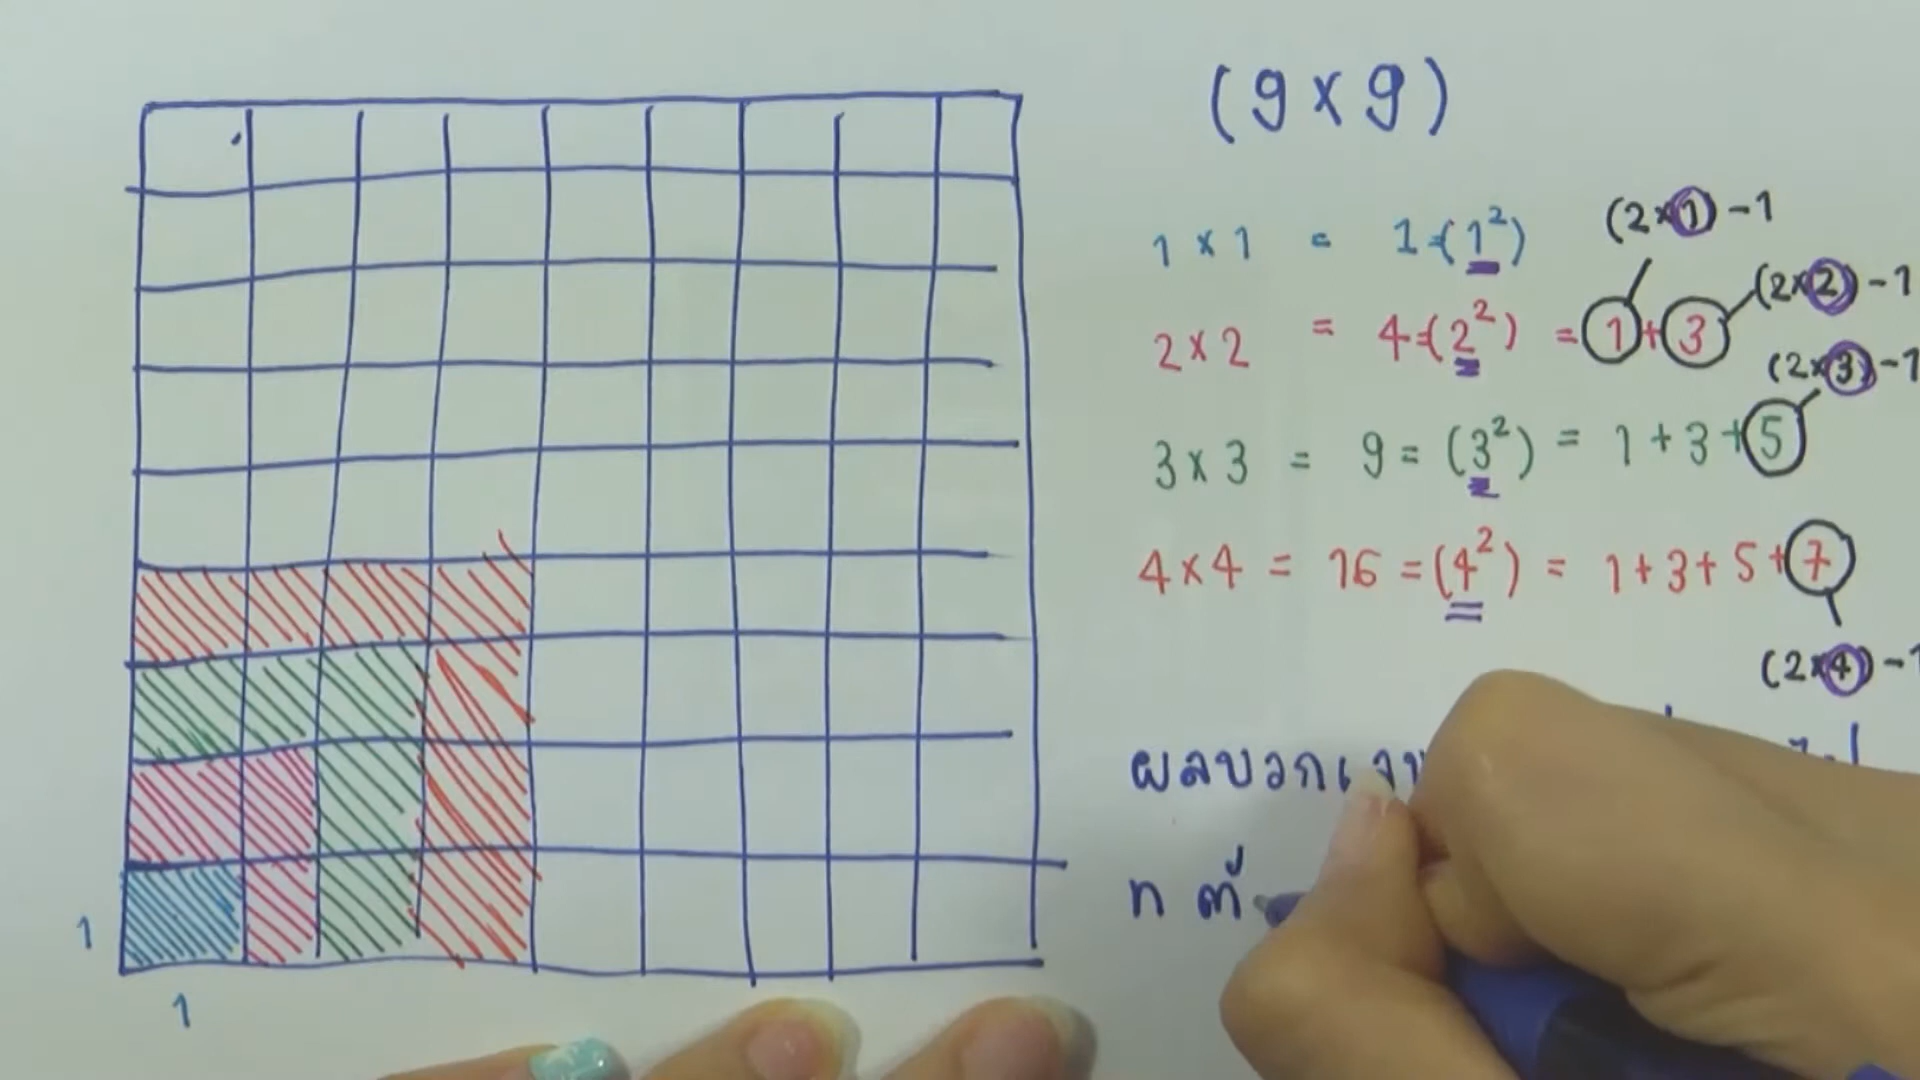 (9×9)
(2×1)-1
1 × 1 = 1=(1²)
(2×2)-1
2 × 2 = 4=(2²) = 1+3
(2×3)-1
3 × 3 = 9 = (3²) = 1+3+5
4×4 = 16 = (4²) = 1+3+5+7
(2×4)-1
ผลบวก
n ตั
1
1